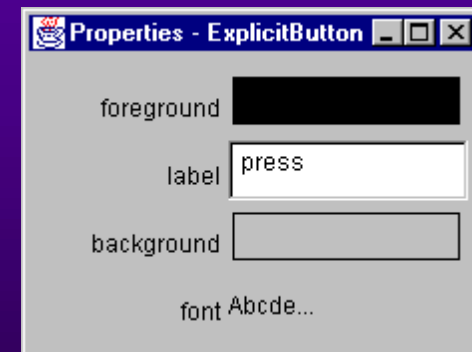 Properties - ExplicitButton
foreground
label press
background
font Abcde...